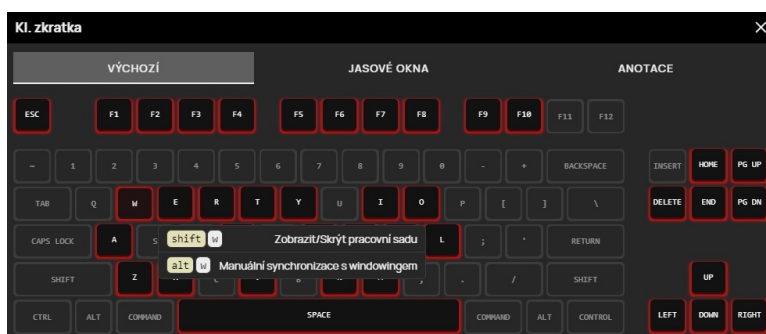 Kl. zkratka
VÝCHOZÍ JASOVÉ OKNA ANOTACE
ESC F1 F2 F3 F4 F5 F6 F7 F8 F9 F10 F11 F12
~ 1 2 3 4 5 6 7 8 9 0 - + BACKSPACE INSERT HOME PG UP
TAB Q W E R T Y U I O P [ ] \ DELETE END PG DN
CAPS LOCK A S L ; ' RETURN
shift w Zobrazit/Skrýt pracovní sadu
SHIFT Z . / SHIFT UP
alt w Manuální synchronizace s windowingem
CTRL ALT COMMAND SPACE COMMAND ALT CONTROL LEFT DOWN RIGHT